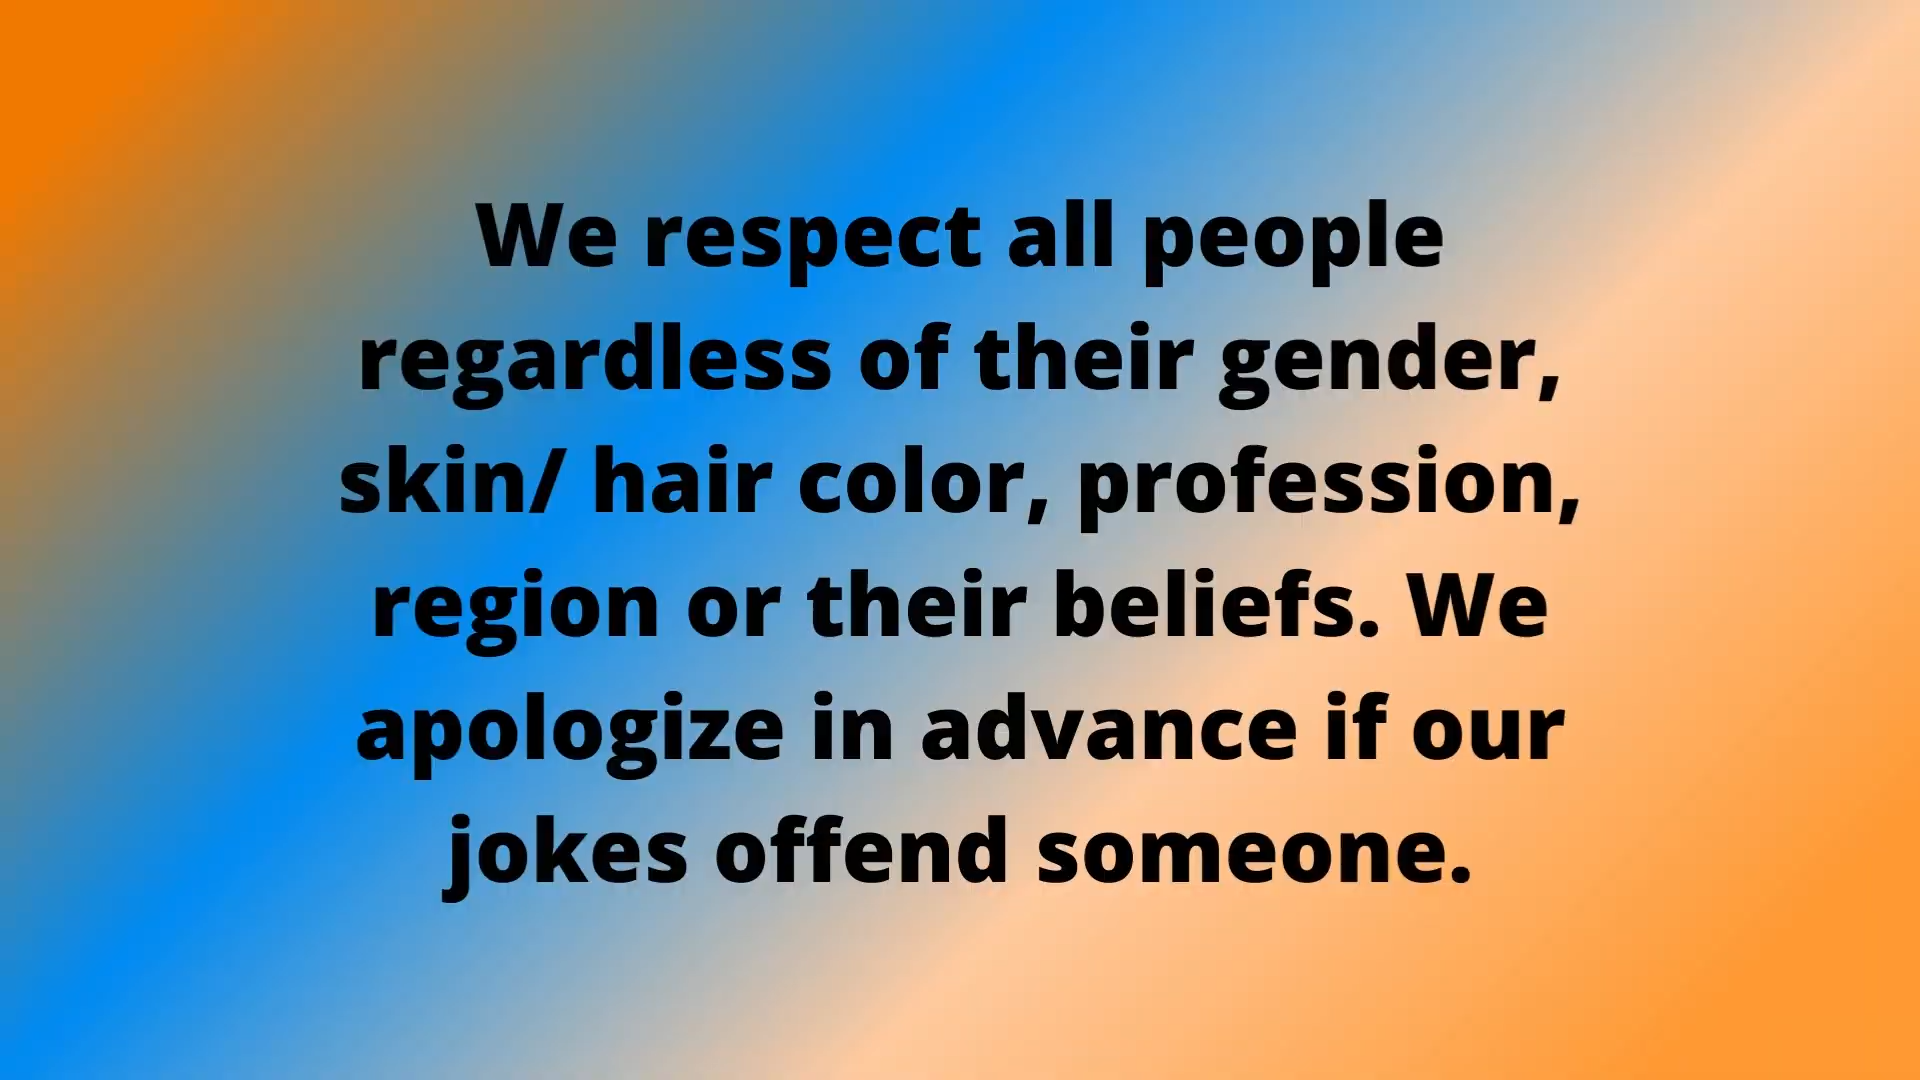 We respect all people
regardless of their gender,
skin/ hair color, profession,
region or their beliefs. We
apologize in advance if our
jokes offend someone.